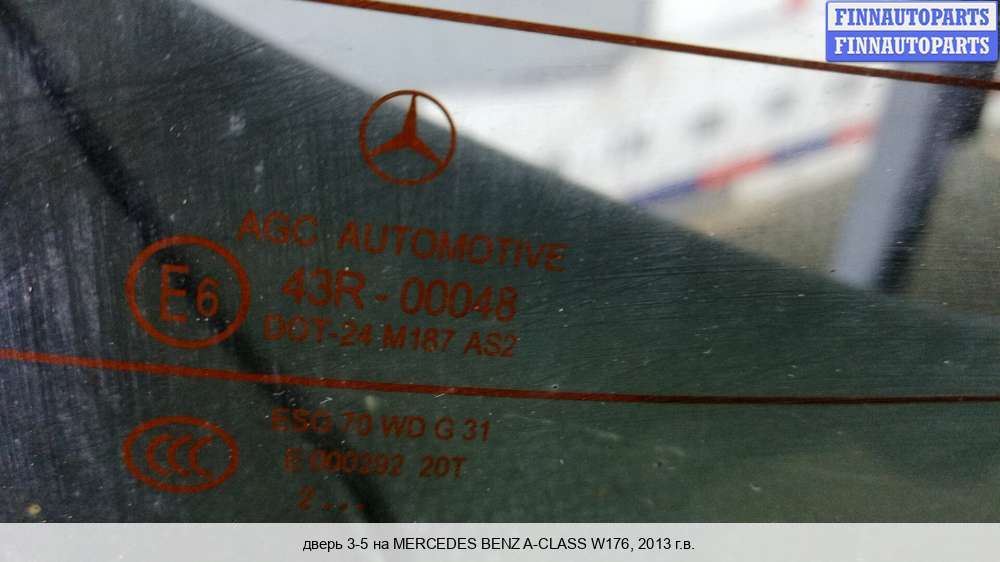 FINNAUTOPARTS
FINNAUTOPARTS
AGC AUTOMOTIVE
E6 43R-00048
DOT-24 M187 AS2
CCC
ESG 70 WD G 31
E 000292 20T
2 . . .
дверь 3-5 на MERCEDES BENZ A-CLASS W176, 2013 г.в.